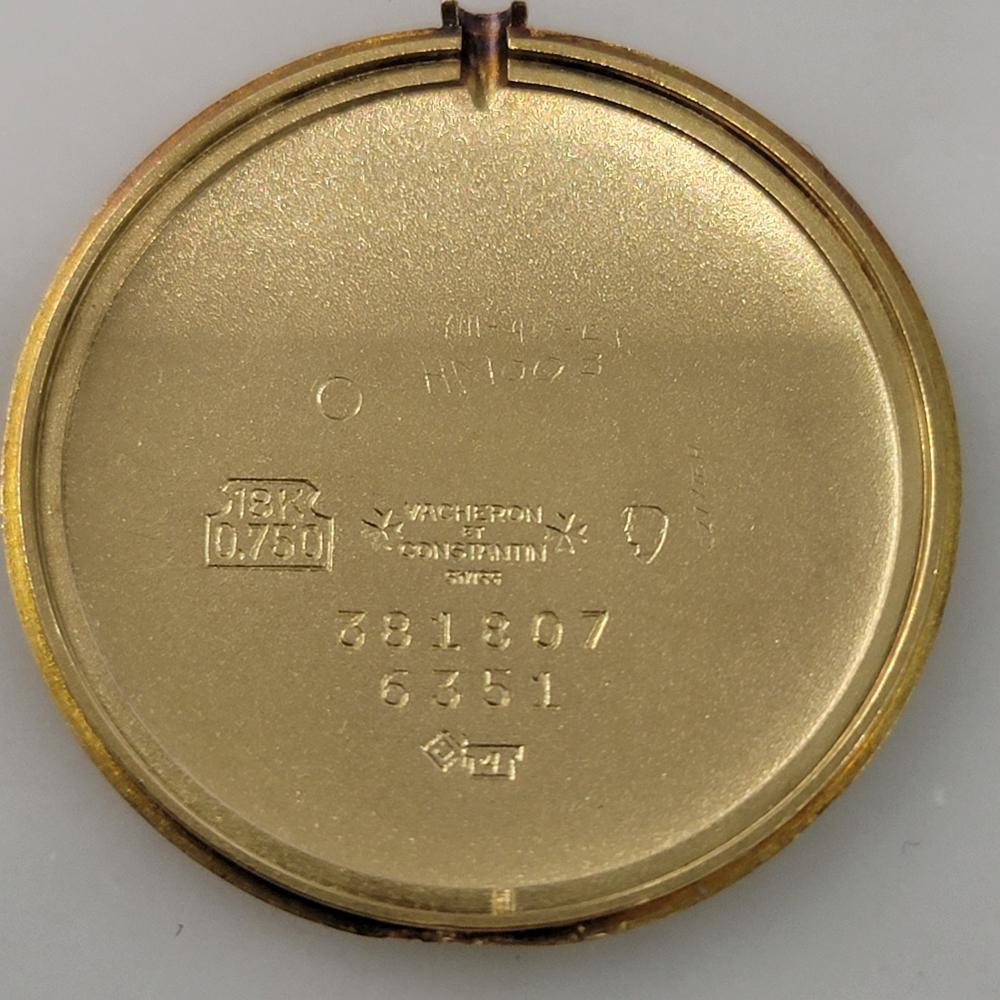 18K
0.750
VACHERON
ET
CONSTANTIN
SWISS
381807
6351